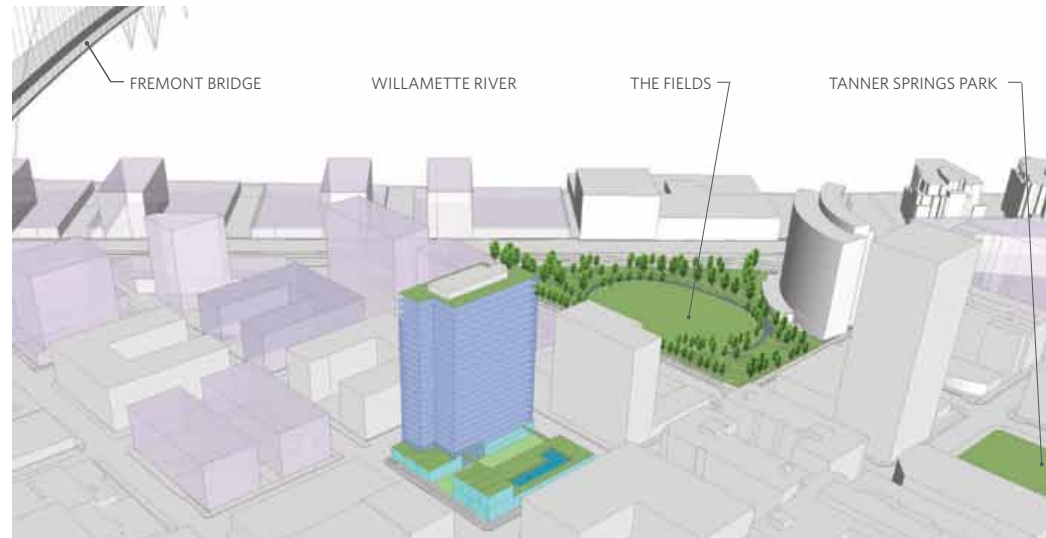 FREMONT BRIDGE
WILLAMETTE RIVER
THE FIELDS
TANNER SPRINGS PARK